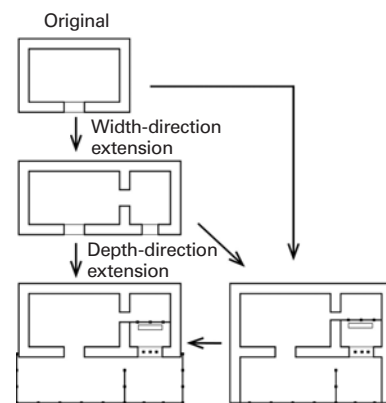 Original
Width-direction
extension
Depth-direction
extension